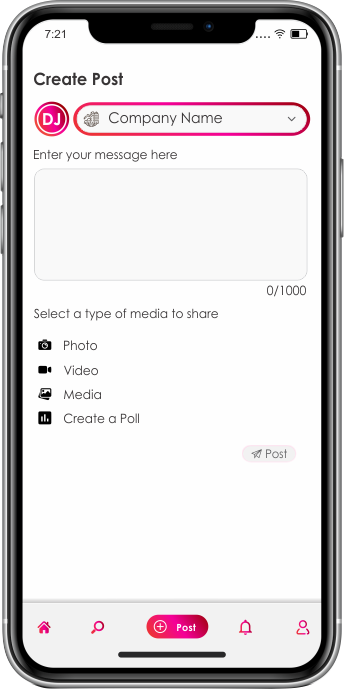 7:21
Create Post
DJ
Company Name
Enter your message here
0/1000
Select a type of media to share
Photo
Video
Media
Create a Poll
Post
Post